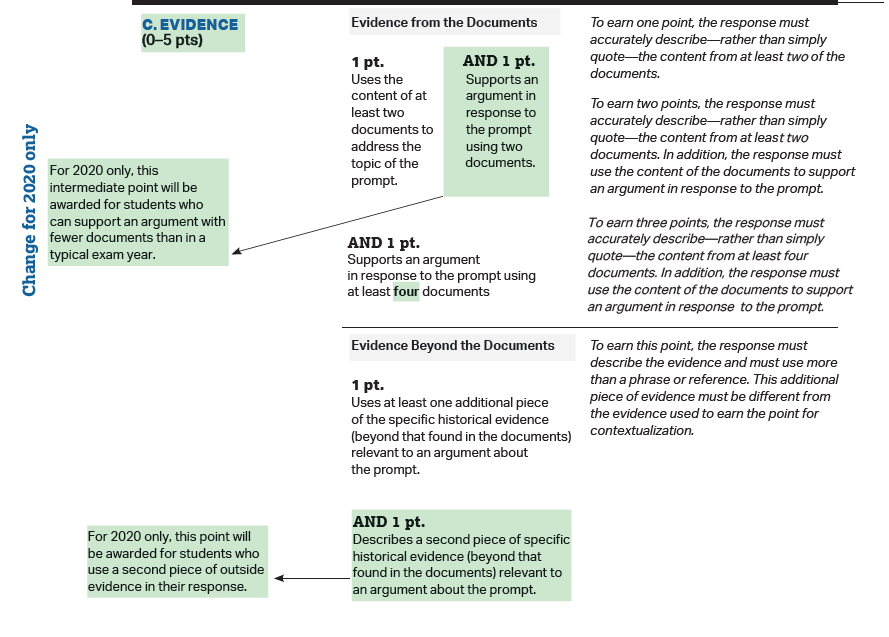 C. EVIDENCE
(0–5 pts)
Change for 2020 only
For 2020 only, this
intermediate point will be
awarded for students who
can support an argument with
fewer documents than in a
typical exam year.
Evidence from the Documents
1 pt.
Uses the
content of at
least two
documents to
address the
topic of the
prompt.
AND 1 pt.
Supports an
argument in
response to
the prompt
using two
documents.
AND 1 pt.
Supports an argument
in response to the prompt using
at least four documents
To earn one point, the response must
accurately describe—rather than simply
quote—the content from at least two of the
documents.
To earn two points, the response must
accurately describe—rather than simply
quote—the content from at least two
documents. In addition, the response must
use the content of the documents to support
an argument in response to the prompt.
To earn three points, the response must
accurately describe—rather than simply
quote—the content from at least four
documents. In addition, the response must
use the content of the documents to support
an argument in response to the prompt.
Evidence Beyond the Documents
1 pt.
Uses at least one additional piece
of the specific historical evidence
(beyond that found in the documents)
relevant to an argument about
the prompt.
To earn this point, the response must
describe the evidence and must use more
than a phrase or reference. This additional
piece of evidence must be different from
the evidence used to earn the point for
contextualization.
AND 1 pt.
Describes a second piece of specific
historical evidence (beyond that
found in the documents) relevant to
an argument about the prompt.
For 2020 only, this point will
be awarded for students who
use a second piece of outside
evidence in their response.